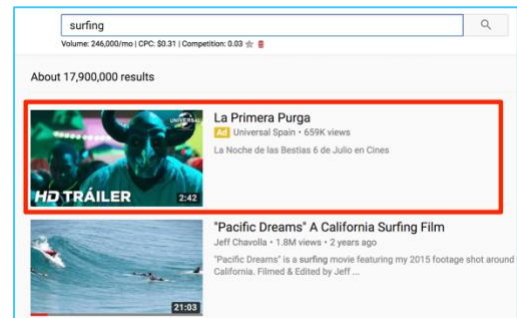 surfing
Volume: 246,000/mo | CPC: $0.31 | Competition: 0.03
About 17,900,000 results
La Primera Purga
Ad Universal Spain • 659K views
La Noche de las Bestias 6 de Julio en Cines
UNIVERSAL
HD TRÁILER
2:42
"Pacific Dreams" A California Surfing Film
Jeff Chavolla • 1.8M views • 2 years ago
"Pacific Dreams" is a surfing movie featuring my 2015 footage shot around
California. Filmed & Edited by Jeff ...
21:03